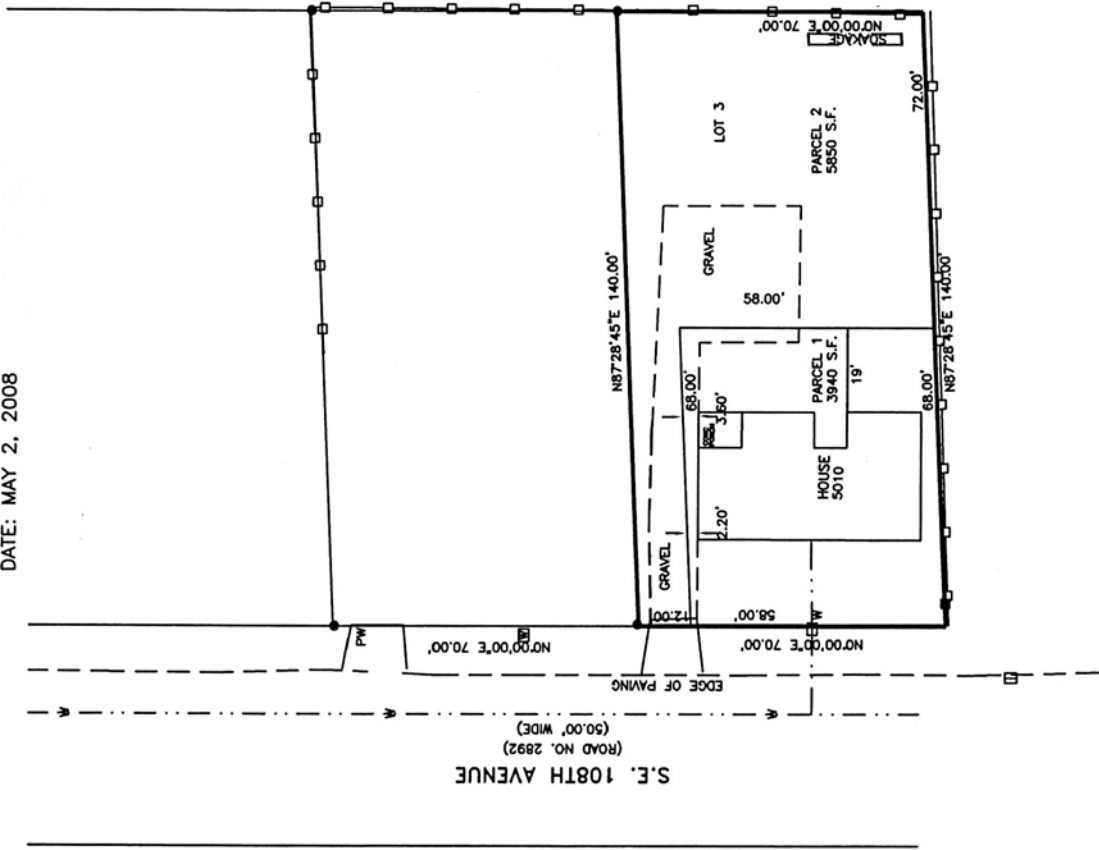 DATE: MAY 2, 2008
N0°00'00"E 70.00'
SOAKAGE
LOT 3
72.00'
PARCEL 2
5850 S.F.
GRAVEL
N87°28'45"E 140.00'
58.00'
PARCEL 1
3940 S.F.
68.00'
3.60'
19'
68.00'
N87°28'45"E 140.00'
HOUSE
5010
2.20'
GRAVEL
12.00'
58.00'
W
N0°00'00"E 70.00'
PW
W
N0°00'00"E 70.00'
EDGE OF PAVING
W
W
W
(50.00' WIDE)
(ROAD NO. 2892)
S.E. 108TH AVENUE